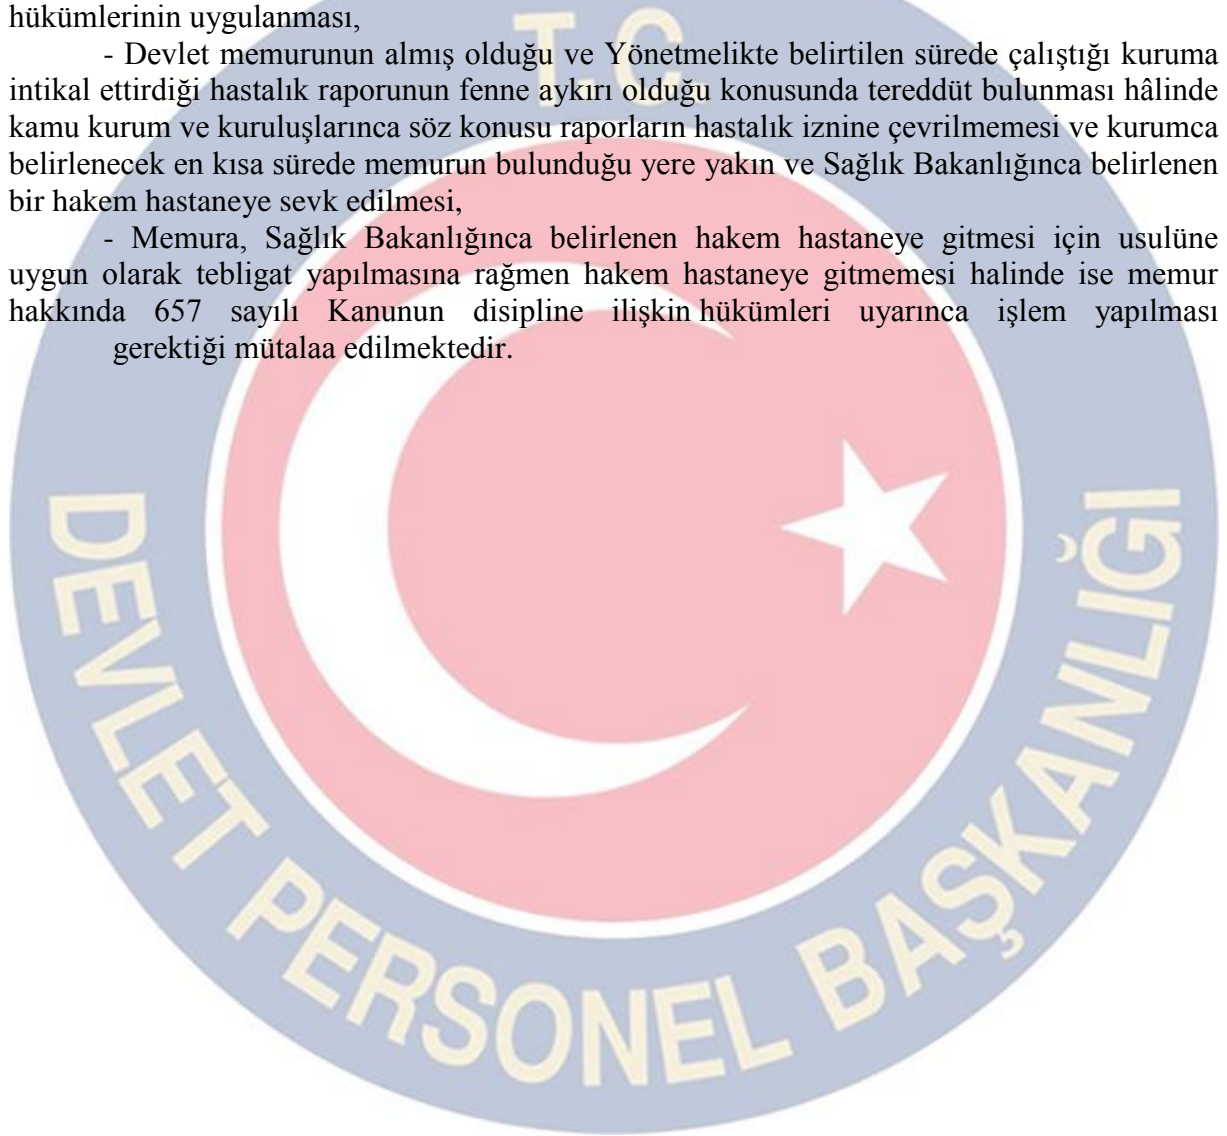 hükümlerinin uygulanması,
- Devlet memurunun almış olduğu ve Yönetmelikte belirtilen sürede çalıştığı kuruma
intikal ettirdiği hastalık raporunun fenne aykırı olduğu konusunda tereddüt bulunması hâlinde
kamu kurum ve kuruluşlarınca söz konusu raporların hastalık iznine çevrilmemesi ve kurumca
belirlenecek en kısa sürede memurun bulunduğu yere yakın ve Sağlık Bakanlığınca belirlenen
bir hakem hastaneye sevk edilmesi,
- Memura, Sağlık Bakanlığınca belirlenen hakem hastaneye gitmesi için usulüne
uygun olarak tebligat yapılmasına rağmen hakem hastaneye gitmemesi halinde ise memur
hakkında 657 sayılı Kanunun disipline ilişkin hükümleri uyarınca işlem yapılması
gerektiği mütalaa edilmektedir.
T.C.
DEVLET PERSONEL BAŞKANLIĞI